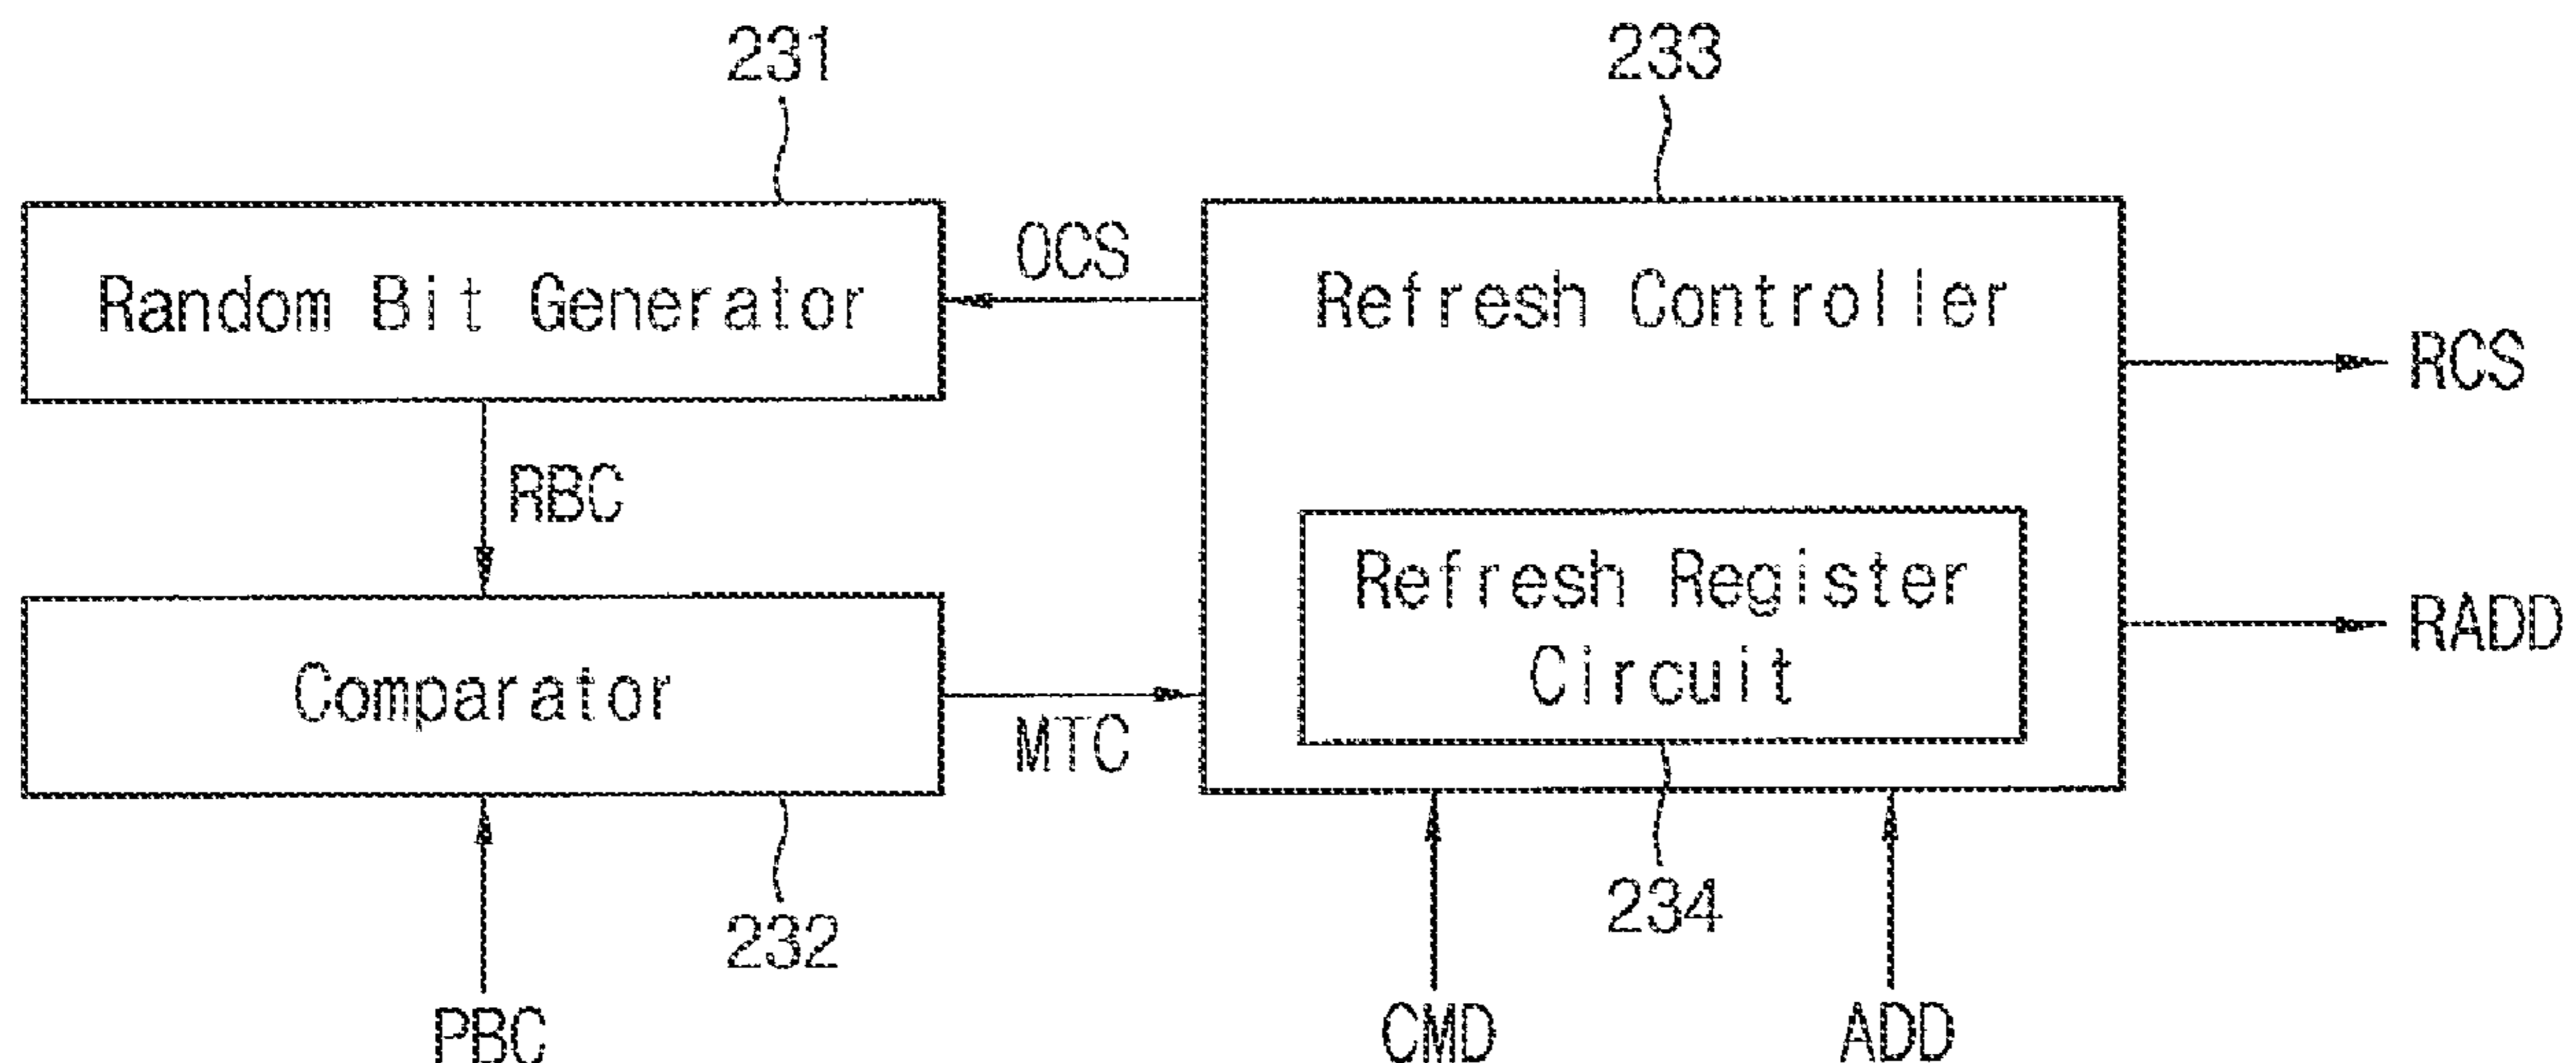 231
233
Random Bit Generator
OCS
Refresh Controller
RCS
RBC
Refresh Register
Circuit
RADD
Comparator
MTC
232
234
PBC
CMD
ADD